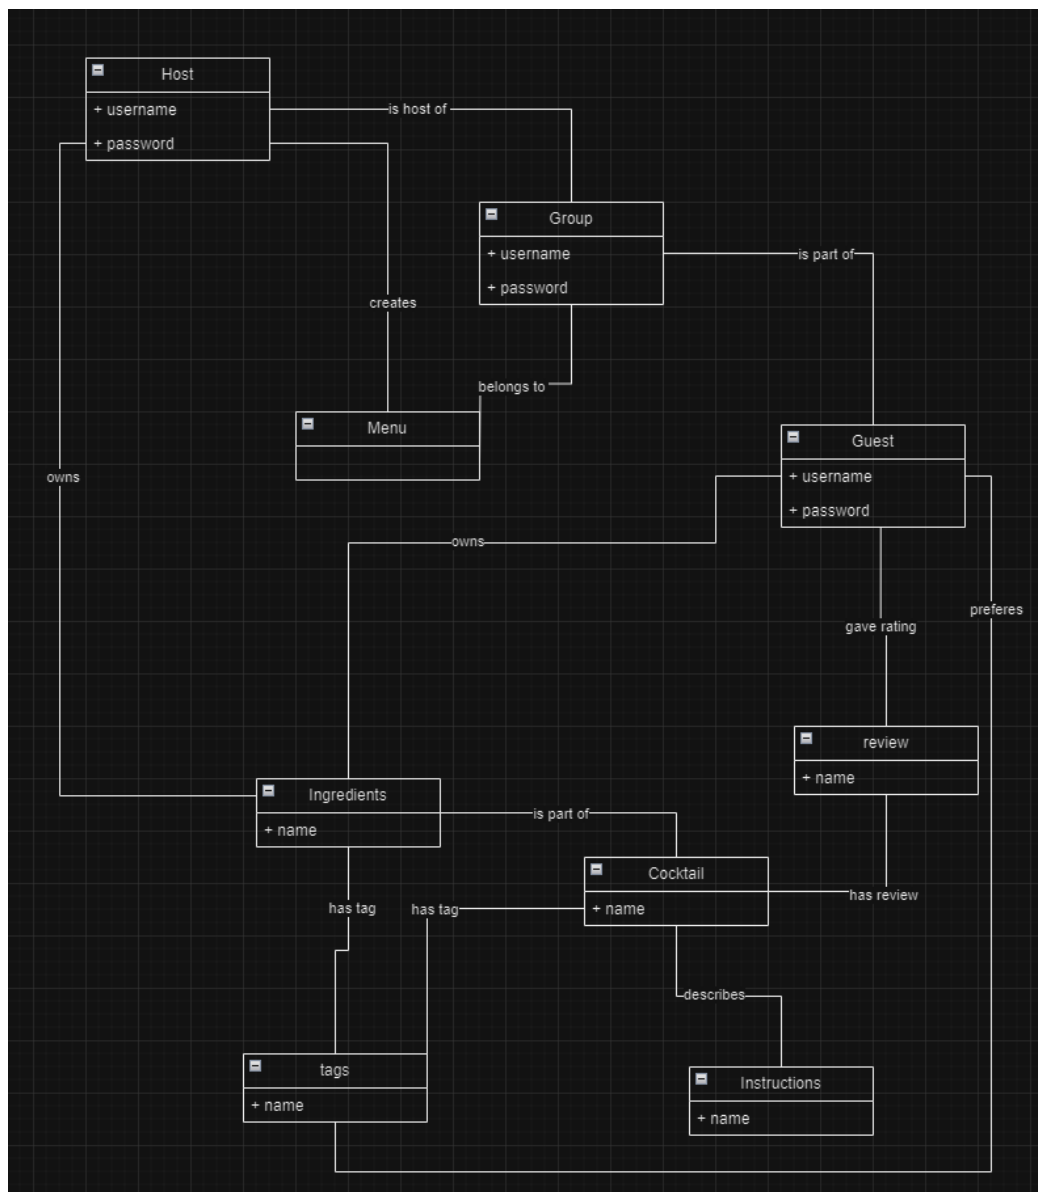 Host
+ username
is host of
+ password
Group
+ username
is part of
+ password
creates
belongs to
Menu
Guest
owns
+ username
+ password
owns
preferes
gave rating
review
+ name
Ingredients
+ name
is part of
Cocktail
has review
has tag
has tag
+ name
describes
tags
Instructions
+ name
+ name